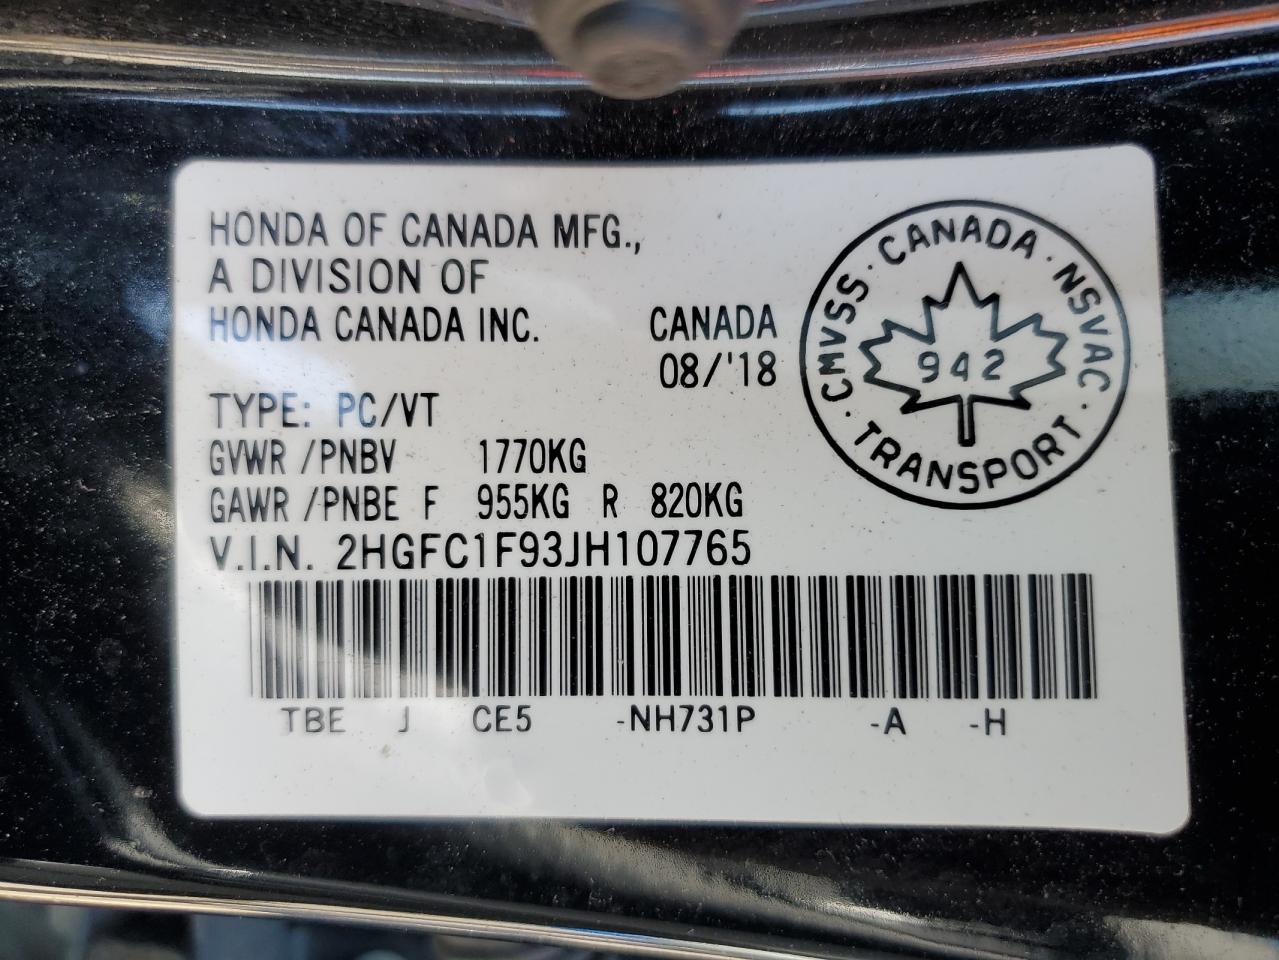 HONDA OF CANADA MFG.,
A DIVISION OF
HONDA CANADA INC. CANADA
08/'18
TYPE: PC/VT
GVWR /PNBV 1770KG
GAWR /PNBE F 955KG R 820KG
V.I.N. 2HGFC1F93JH107765
TBE J CE5 -NH731P -A -H
CMVSS · CANADA · NSVAC ·
942
TRANSPORT ·